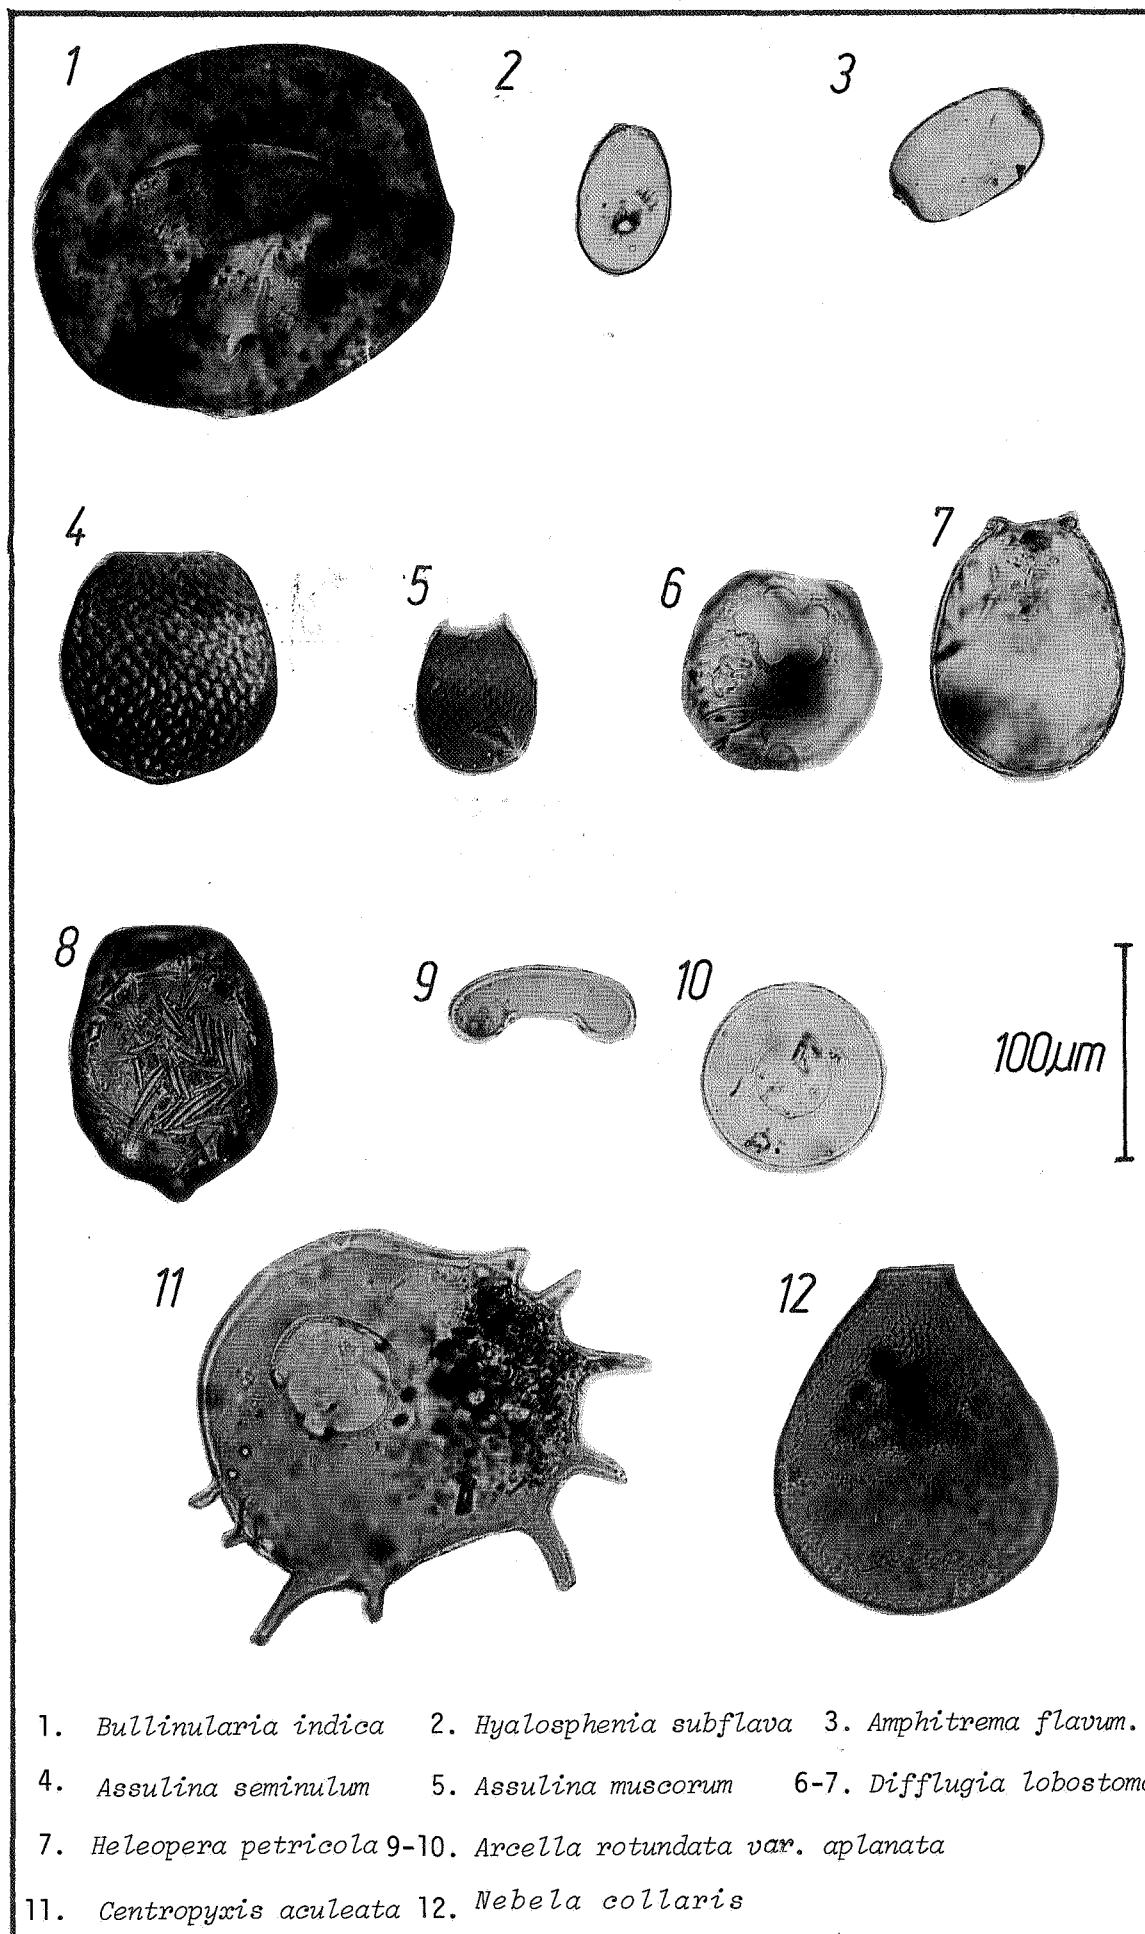 1
2
3
4
5
6
7
8
9
10
100μm
11
12
1. Bullinularia indica 2. Hyalosphenia subflava 3. Amphitrema flavum.
4. Assulina seminulum 5. Assulina muscorum 6-7. Difflugia lobostoma
7. Heleopera petricola 9-10. Arcella rotundata var. aplanata
11. Centropyxis aculeata 12. Nebela collaris